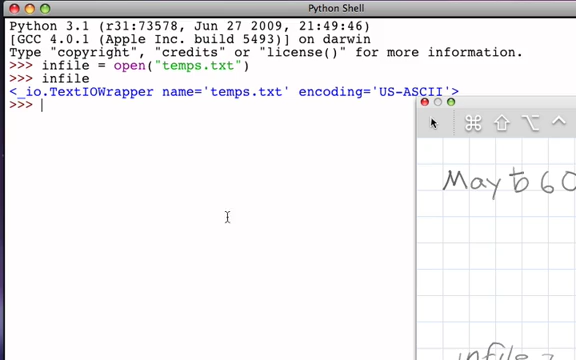 Python Shell
Python 3.1 (r31:73578, Jun 27 2009, 21:49:46)
[GCC 4.0.1 (Apple Inc. build 5493)] on darwin
Type "copyright", "credits" or "license()" for more information.
>>> infile = open("temps.txt")
>>> infile
<_io.TextIOWrapper name='temps.txt' encoding='US-ASCII'>
>>>
May 5 60
infile =